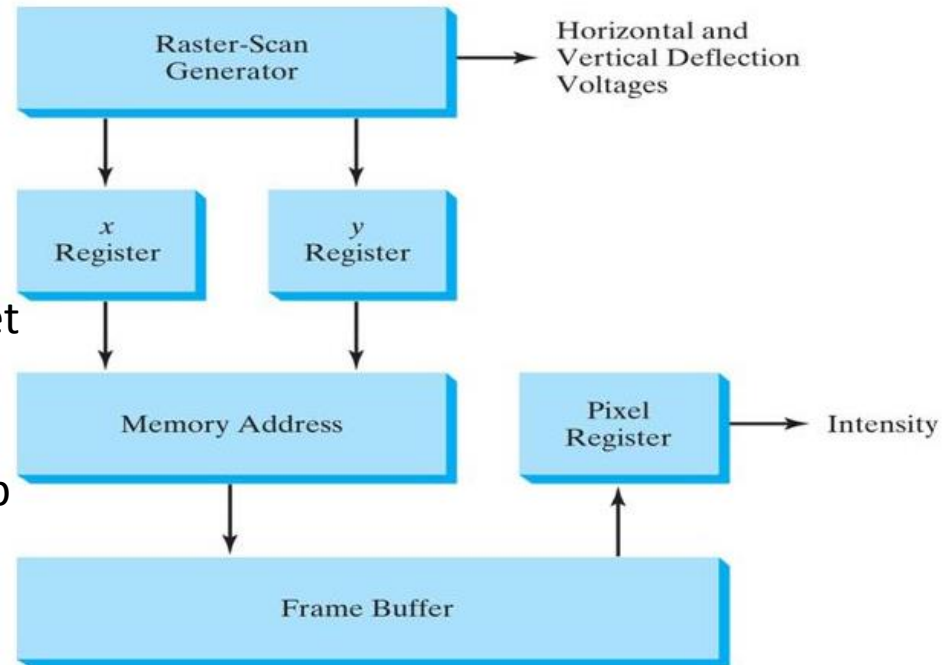 Raster-Scan
Generator
Horizontal and
Vertical Deflection
Voltages
x
Register
y
Register
Memory Address
Pixel
Register
Intensity
Frame Buffer